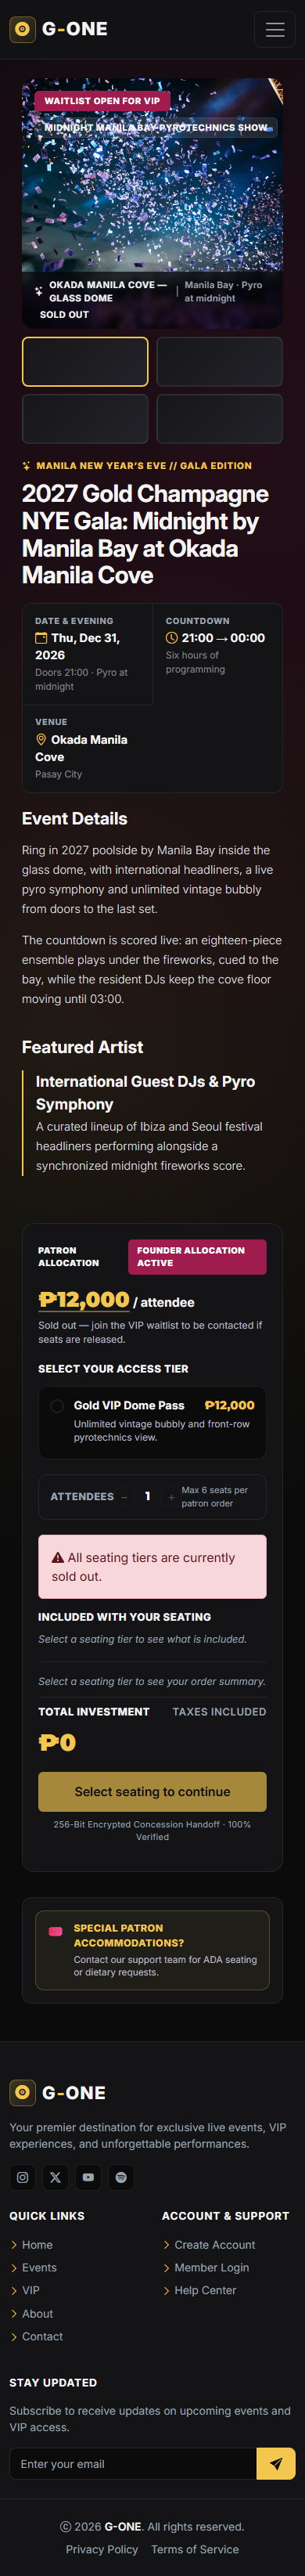 G-ONE
WAITLIST OPEN FOR VIP
MIDNIGHT MANILA BAY PYROTECHNICS SHOW
OKADA MANILA COVE —
GLASS DOME
Manila Bay · Pyro
at midnight
SOLD OUT
MANILA NEW YEAR'S EVE // GALA EDITION
2027 Gold Champagne
NYE Gala: Midnight by
Manila Bay at Okada
Manila Cove
DATE & EVENING
Thu, Dec 31,
2026
Doors 21:00 · Pyro at
midnight
COUNTDOWN
21:00 → 00:00
Six hours of
programming
VENUE
Okada Manila
Cove
Pasay City
Event Details
Ring in 2027 poolside by Manila Bay inside the
glass dome, with international headliners, a live
pyro symphony and unlimited vintage bubbly
from doors to the last set.
The countdown is scored live: an eighteen-piece
ensemble plays under the fireworks, cued to the
bay, while the resident DJs keep the cove floor
moving until 03:00.
Featured Artist
International Guest DJs & Pyro
Symphony
A curated lineup of Ibiza and Seoul festival
headliners performing alongside a
synchronized midnight fireworks score.
PATRON
ALLOCATION
FOUNDER ALLOCATION
ACTIVE
₱12,000 / attendee
Sold out — join the VIP waitlist to be contacted if
seats are released.
SELECT YOUR ACCESS TIER
Gold VIP Dome Pass ₱12,000
Unlimited vintage bubbly and front-row
pyrotechnics view.
ATTENDEES − 1 +
Max 6 seats per
patron order
All seating tiers are currently
sold out.
INCLUDED WITH YOUR SEATING
Select a seating tier to see what is included.
Select a seating tier to see your order summary.
TOTAL INVESTMENT TAXES INCLUDED
₱0
Select seating to continue
256-Bit Encrypted Concession Handoff · 100%
Verified
SPECIAL PATRON
ACCOMMODATIONS?
Contact our support team for ADA seating
or dietary requests.
G-ONE
Your premier destination for exclusive live events, VIP
experiences, and unforgettable performances.
QUICK LINKS
Home
Events
VIP
About
Contact
ACCOUNT & SUPPORT
Create Account
Member Login
Help Center
STAY UPDATED
Subscribe to receive updates on upcoming events and
VIP access.
Enter your email
© 2026 G-ONE. All rights reserved.
Privacy Policy Terms of Service